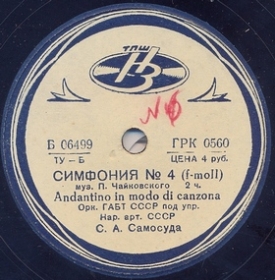 ТПШ
НЗ
№6
Б 06499
ГРК 0560
ТУ — Б
ЦЕНА 4 руб.
СИМФОНИЯ № 4 (f-moll)
муз. П. Чайковского 2 ч.
Andantino in modo di canzona
Орк. ГАБТ СССР под упр.
Нар. арт. СССР
С. А. Самосуда